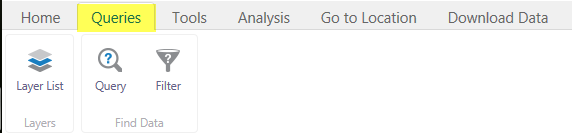 Home Queries Tools Analysis Go to Location Download Data
Layer List Query Filter
Layers Find Data